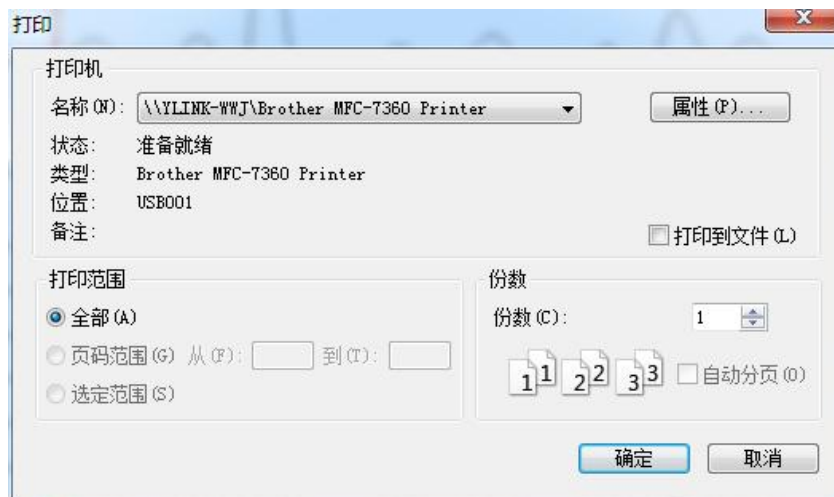 打印
打印机
名称(N): \\YLINK-WWJ\Brother MFC-7360 Printer 属性(P)...
状态: 准备就绪
类型: Brother MFC-7360 Printer
位置: USB001
备注: 打印到文件(L)
打印范围
全部(A)
页码范围(G) 从(F): 到(T):
选定范围(S)
份数
份数(C): 1
1 1 2 2 3 3 自动分页(O)
确定 取消